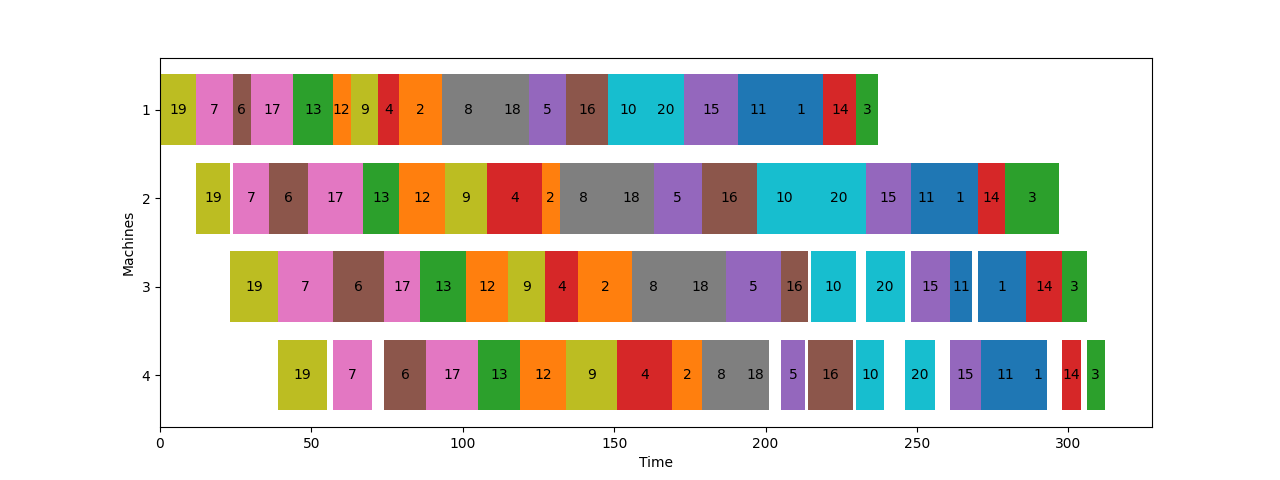 1 19 7 6 17 13 12 9 4 2 8 18 5 16 10 20 15 11 1 14 3
2 19 7 6 17 13 12 9 4 2 8 18 5 16 10 20 15 11 1 14 3
3 19 7 6 17 13 12 9 4 2 8 18 5 16 10 20 15 11 1 14 3
4 19 7 6 17 13 12 9 4 2 8 18 5 16 10 20 15 11 1 14 3
Machines
0 50 100 150 200 250 300
Time